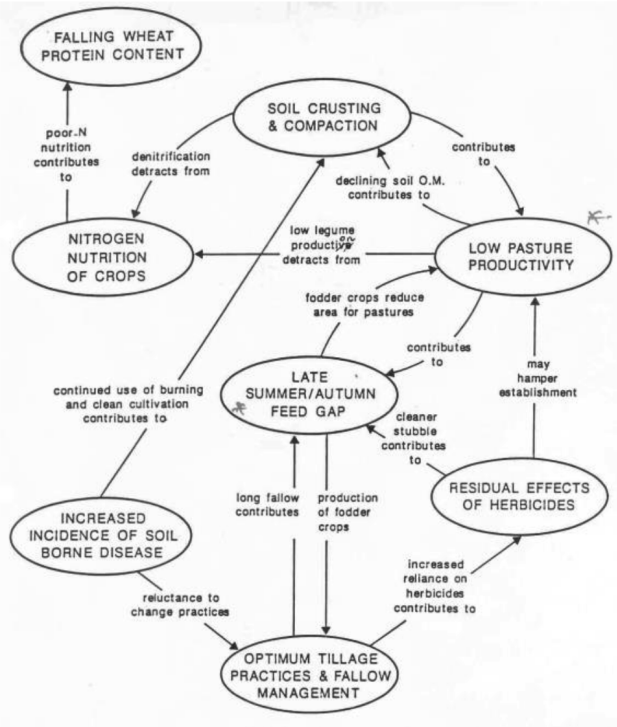 FALLING WHEAT
PROTEIN CONTENT
SOIL CRUSTING
& COMPACTION
poor-N
nutrition
contributes
to
denitrification
detracts from
contributes
to
declining soil O.M.
contributes to
NITROGEN
NUTRITION
OF CROPS
low legume
production
detracts from
LOW PASTURE
PRODUCTIVITY
fodder crops reduce
area for pastures
contributes
to
may
hamper
establishment
continued use of burning
and clean cultivation
contributes to
LATE
SUMMER/AUTUMN
FEED GAP
cleaner
stubble
contributes
to
RESIDUAL EFFECTS
OF HERBICIDES
long fallow
contributes
production
of fodder
crops
INCREASED
INCIDENCE OF SOIL
BORNE DISEASE
increased
reliance on
herbicides
contributes to
reluctance to
change practices
OPTIMUM TILLAGE
PRACTICES & FALLOW
MANAGEMENT